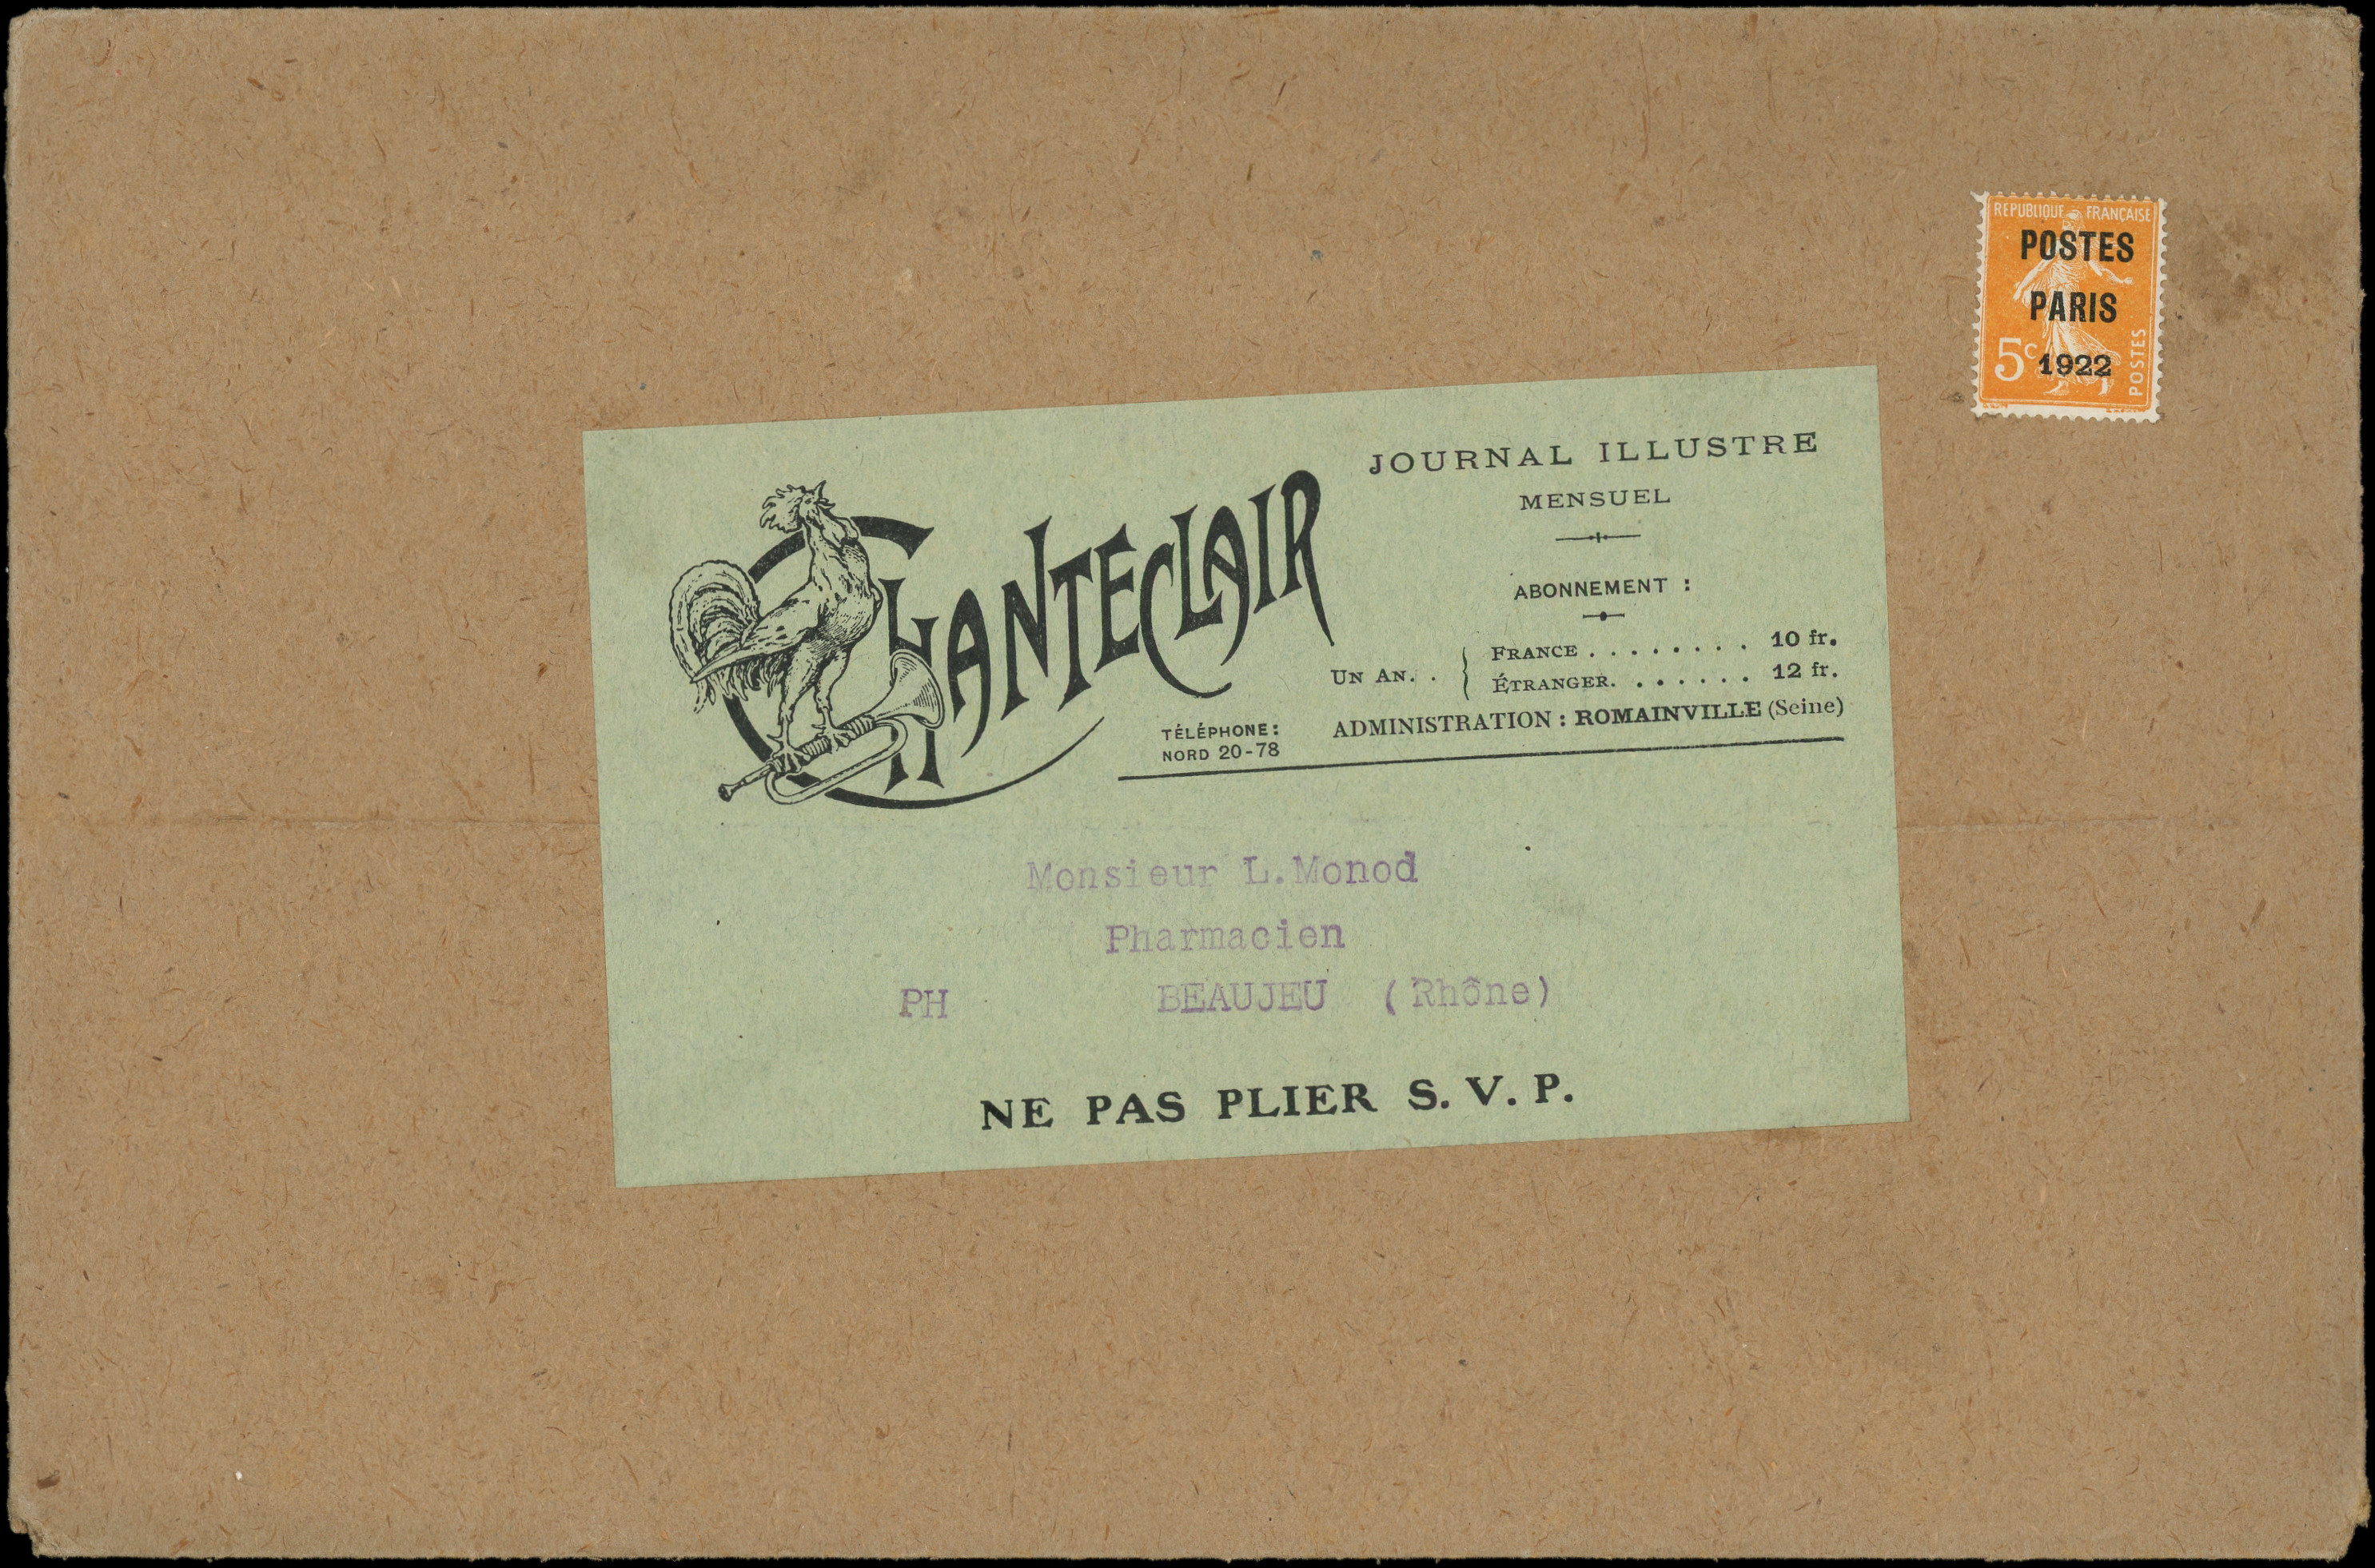 REPUBLIQUE FRANÇAISE
POSTES
PARIS
5c 1922
POSTES
JOURNAL ILLUSTRE
MENSUEL
CHANTECLAIR
ABONNEMENT :
UN AN. . { FRANCE . . . . . . . . 10 fr.
ÉTRANGER. . . . . . . 12 fr.
TÉLÉPHONE:
NORD 20-78
ADMINISTRATION : ROMAINVILLE (Seine)
Monsieur L.Monod
Pharmacien
PH BEAUJEU (Rhône)
NE PAS PLIER S. V. P.